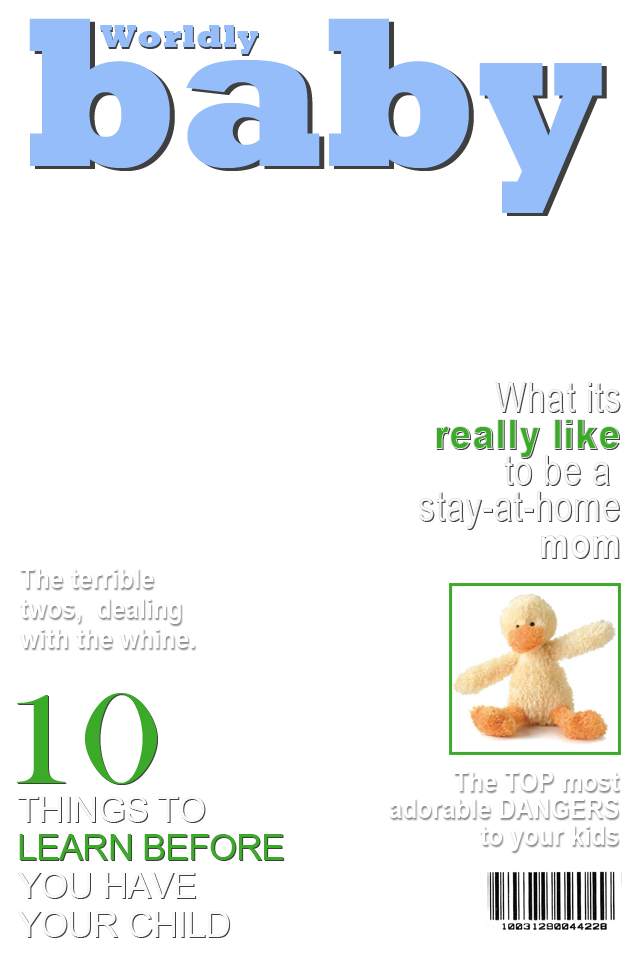 Worldly
baby
What its
really like
to be a
stay-at-home
mom
The terrible
twos, dealing
with the whine.
10
THINGS TO
LEARN BEFORE
YOU HAVE
YOUR CHILD
The TOP most
adorable DANGERS
to your kids
10031290044228